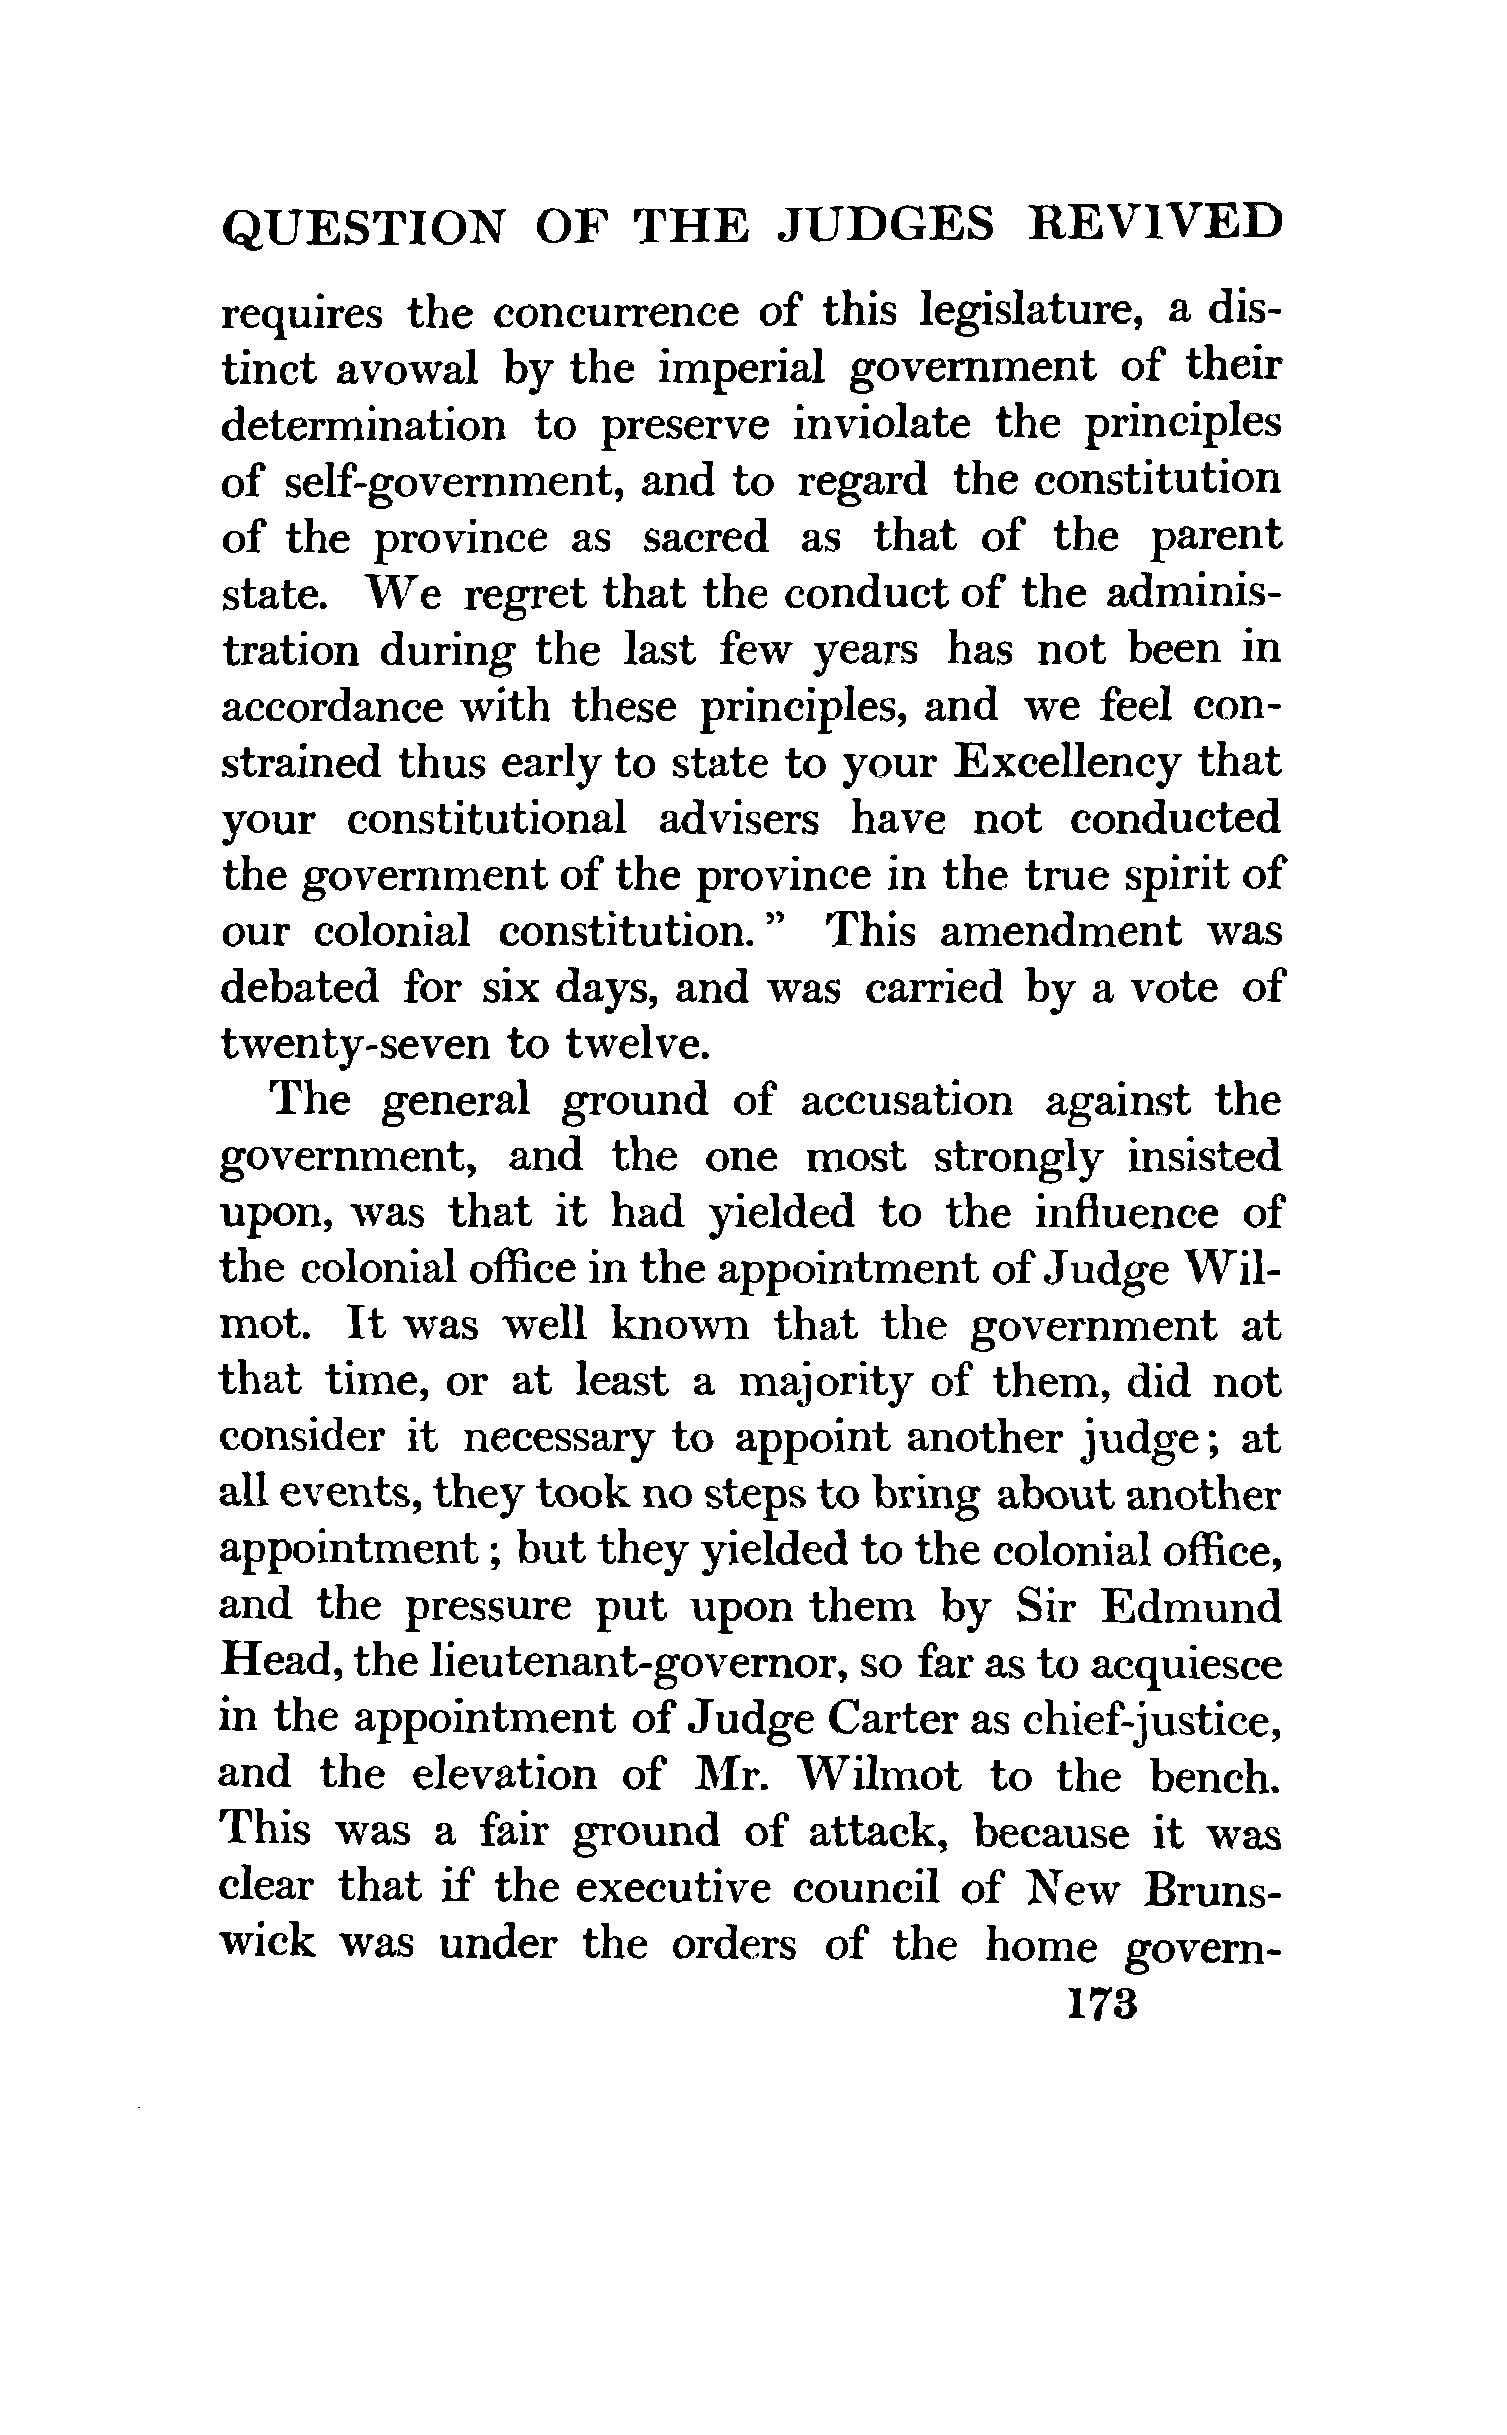 QUESTION OF THE JUDGES REVIVED
requires the concurrence of this legislature, a dis-
tinct avowal by the imperial government of their
determination to preserve inviolate the principles
of self-government, and to regard the constitution
of the province as sacred as that of the parent
state. We regret that the conduct of the adminis-
tration during the last few years has not been in
accordance with these principles, and we feel con-
strained thus early to state to your Excellency that
your constitutional advisers have not conducted
the government of the province in the true spirit of
our colonial constitution." This amendment was
debated for six days, and was carried by a vote of
twenty-seven to twelve.
The general ground of accusation against the
government, and the one most strongly insisted
upon, was that it had yielded to the influence of
the colonial office in the appointment of Judge Wil-
mot. It was well known that the government at
that time, or at least a majority of them, did not
consider it necessary to appoint another judge; at
all events, they took no steps to bring about another
appointment; but they yielded to the colonial office,
and the pressure put upon them by Sir Edmund
Head, the lieutenant-governor, so far as to acquiesce
in the appointment of Judge Carter as chief-justice,
and the elevation of Mr. Wilmot to the bench.
This was a fair ground of attack, because it was
clear that if the executive council of New Bruns-
wick was under the orders of the home govern-
173